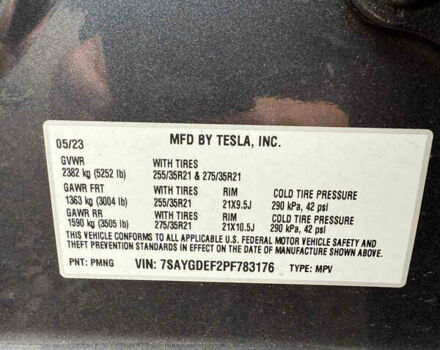 05/23 MFD BY TESLA, INC.
GVWR WITH TIRES
2382 kg (5252 lb) 255/35R21 & 275/35R21
GAWR FRT WITH TIRES RIM COLD TIRE PRESSURE
1363 kg (3004 lb) 255/35R21 21X9.5J 290 kPa, 42 psi
GAWR RR WITH TIRES RIM COLD TIRE PRESSURE
1590 kg (3505 lb) 275/35R21 21X10.5J 290 kPa, 42 psi
THIS VEHICLE CONFORMS TO ALL APPLICABLE U.S. FEDERAL MOTOR VEHICLE SAFETY AND
THEFT PREVENTION STANDARDS IN EFFECT ON THE DATE OF MANUFACTURE SHOWN ABOVE.
PNT: PMNG VIN: 7SAYGDEF2PF783176 TYPE: MPV